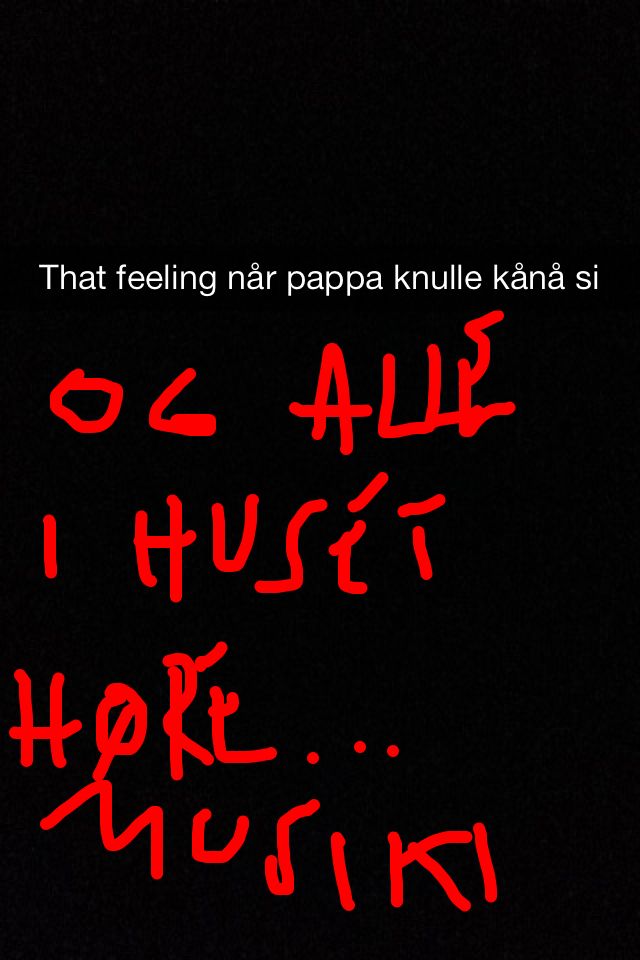 That feeling når pappa knulle kånå si
OG ALLE
I HUSET
HØRE...
MUSIKI